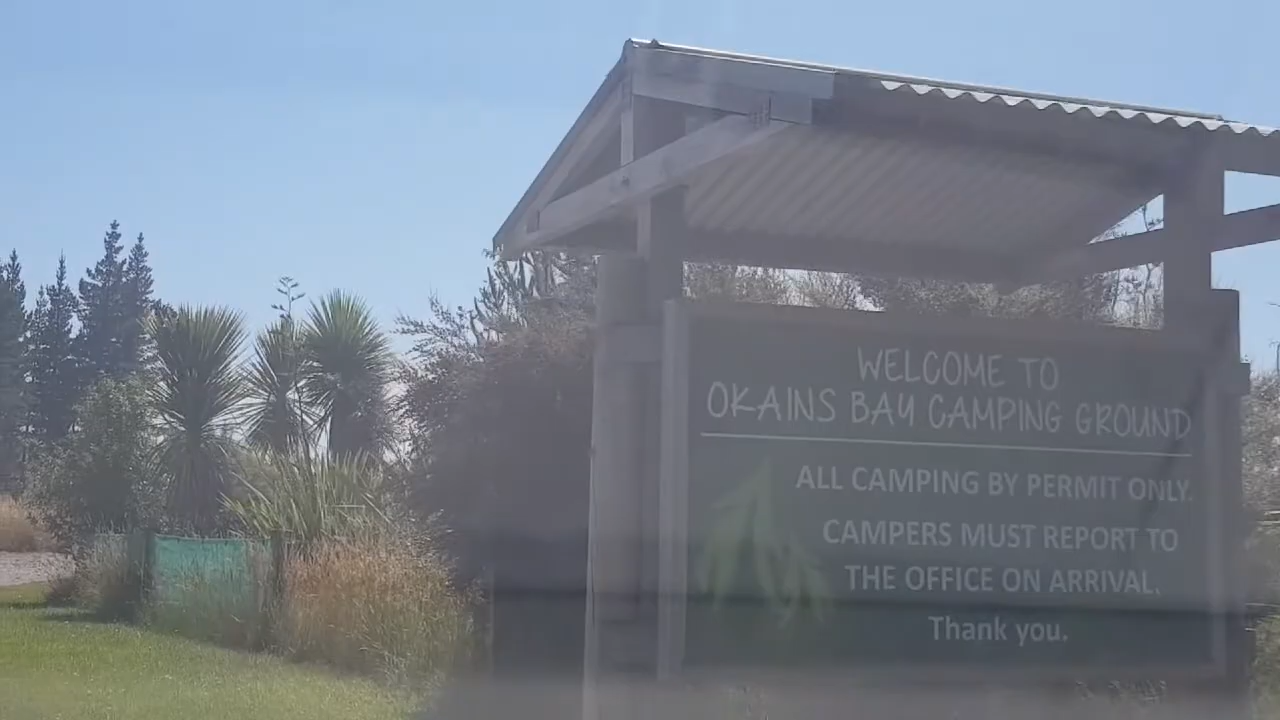 WELCOME TO
OKAINS BAY CAMPING GROUND
ALL CAMPING BY PERMIT ONLY.
CAMPERS MUST REPORT TO
THE OFFICE ON ARRIVAL.
Thank you.